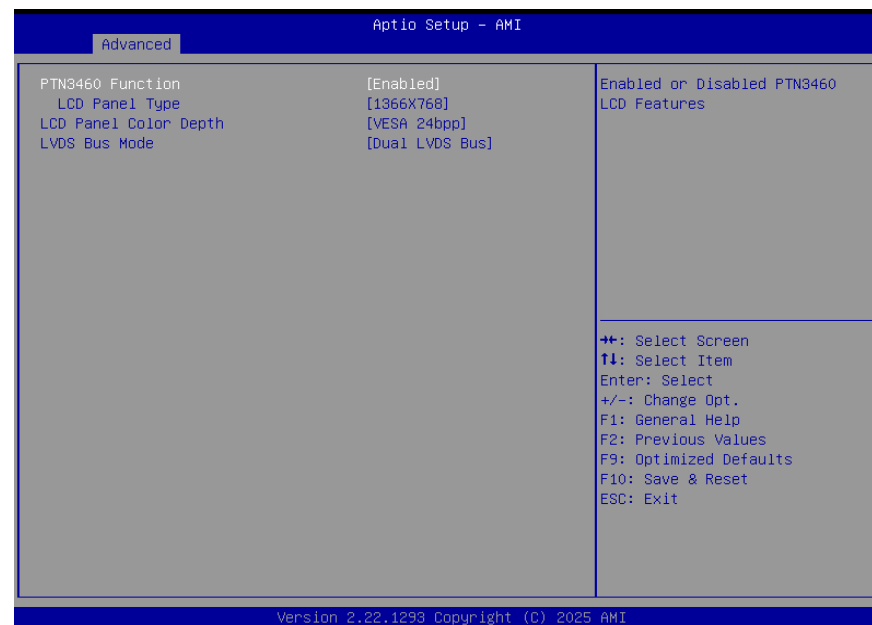 Aptio Setup – AMI
Advanced
PTN3460 Function [Enabled]
LCD Panel Type [1366X768]
LCD Panel Color Depth [VESA 24bpp]
LVDS Bus Mode [Dual LVDS Bus]
Enabled or Disabled PTN3460
LCD Features
→←: Select Screen
↑↓: Select Item
Enter: Select
+/-: Change Opt.
F1: General Help
F2: Previous Values
F9: Optimized Defaults
F10: Save & Reset
ESC: Exit
Version 2.22.1293 Copyright (C) 2025 AMI